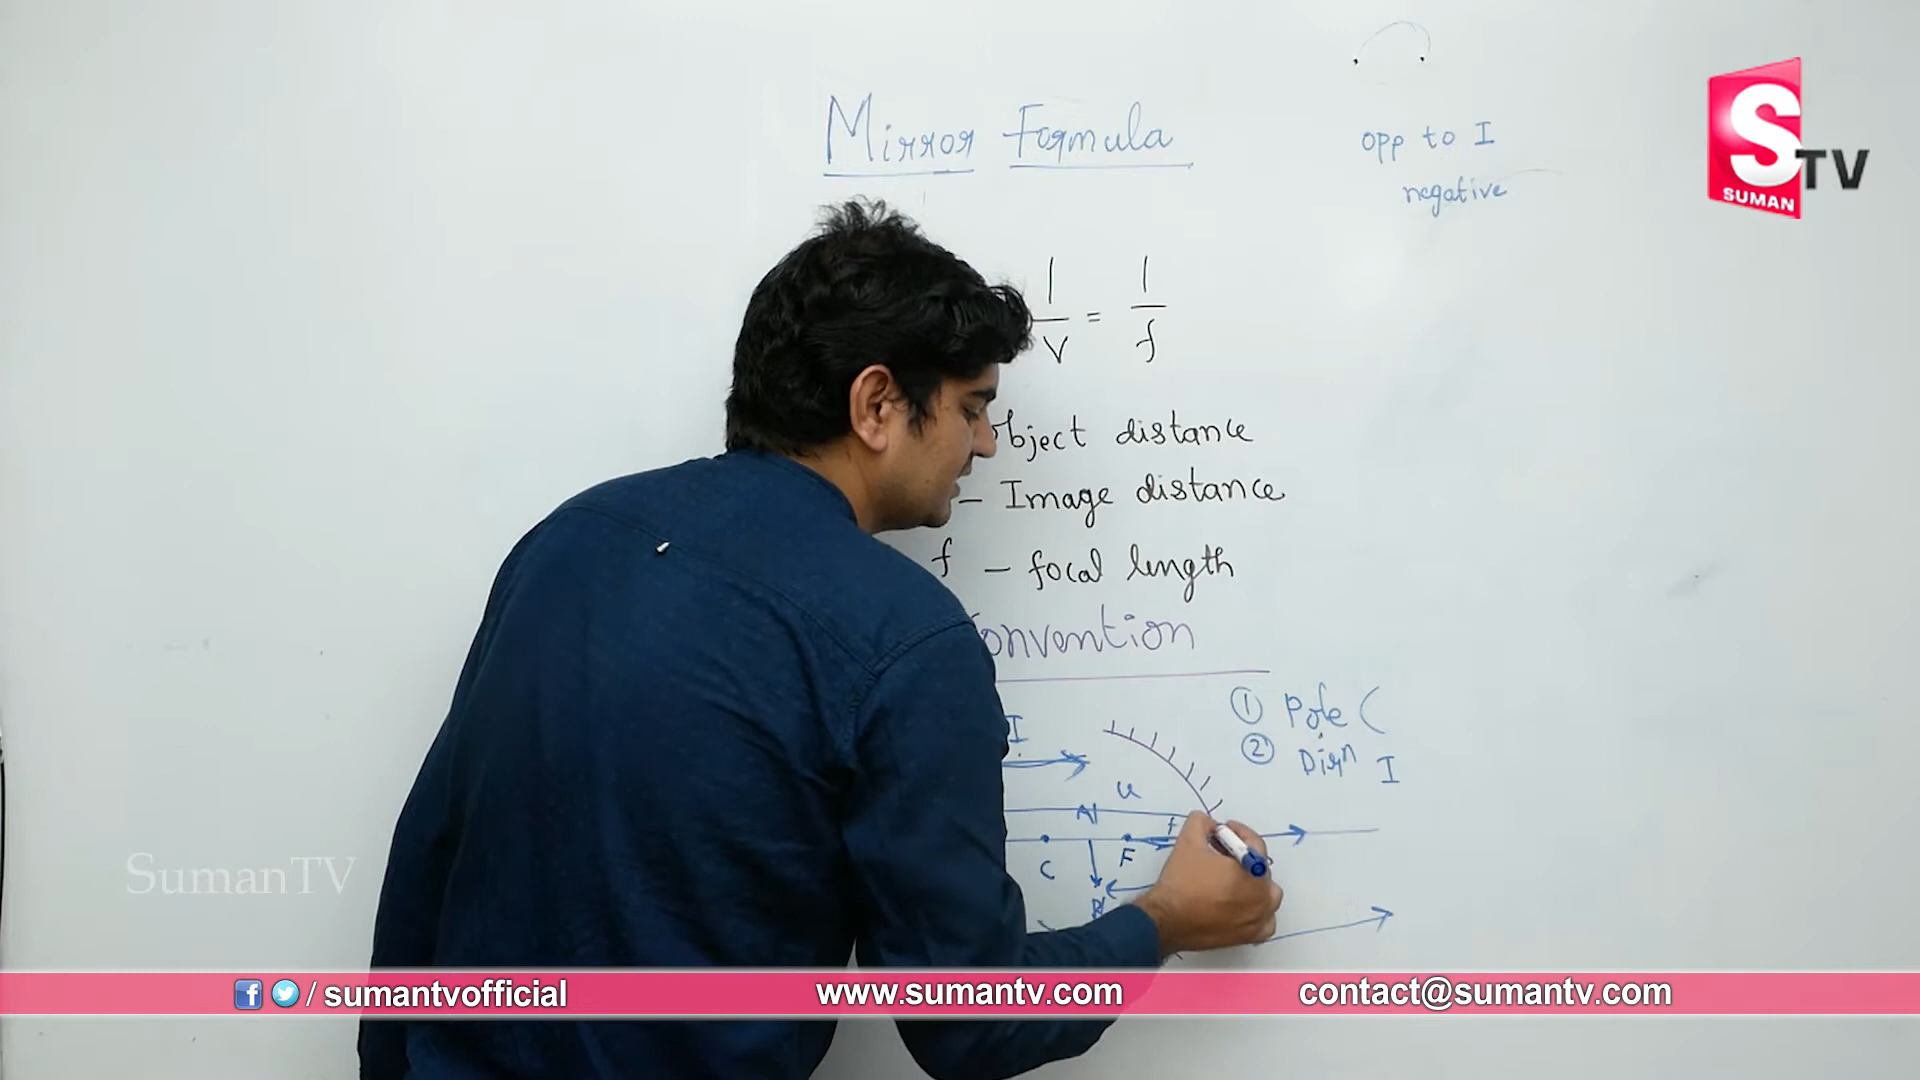 Mirror Formula
opp to I
negative
S TV
SUMAN
1 1
= 
V f
object distance
- Image distance
f - focal length
onvention
① Pole (
② Dirn I
I
u
A'
f
C F
B'
SumanTV
/ sumantvofficial
www.sumantv.com
contact@sumantv.com